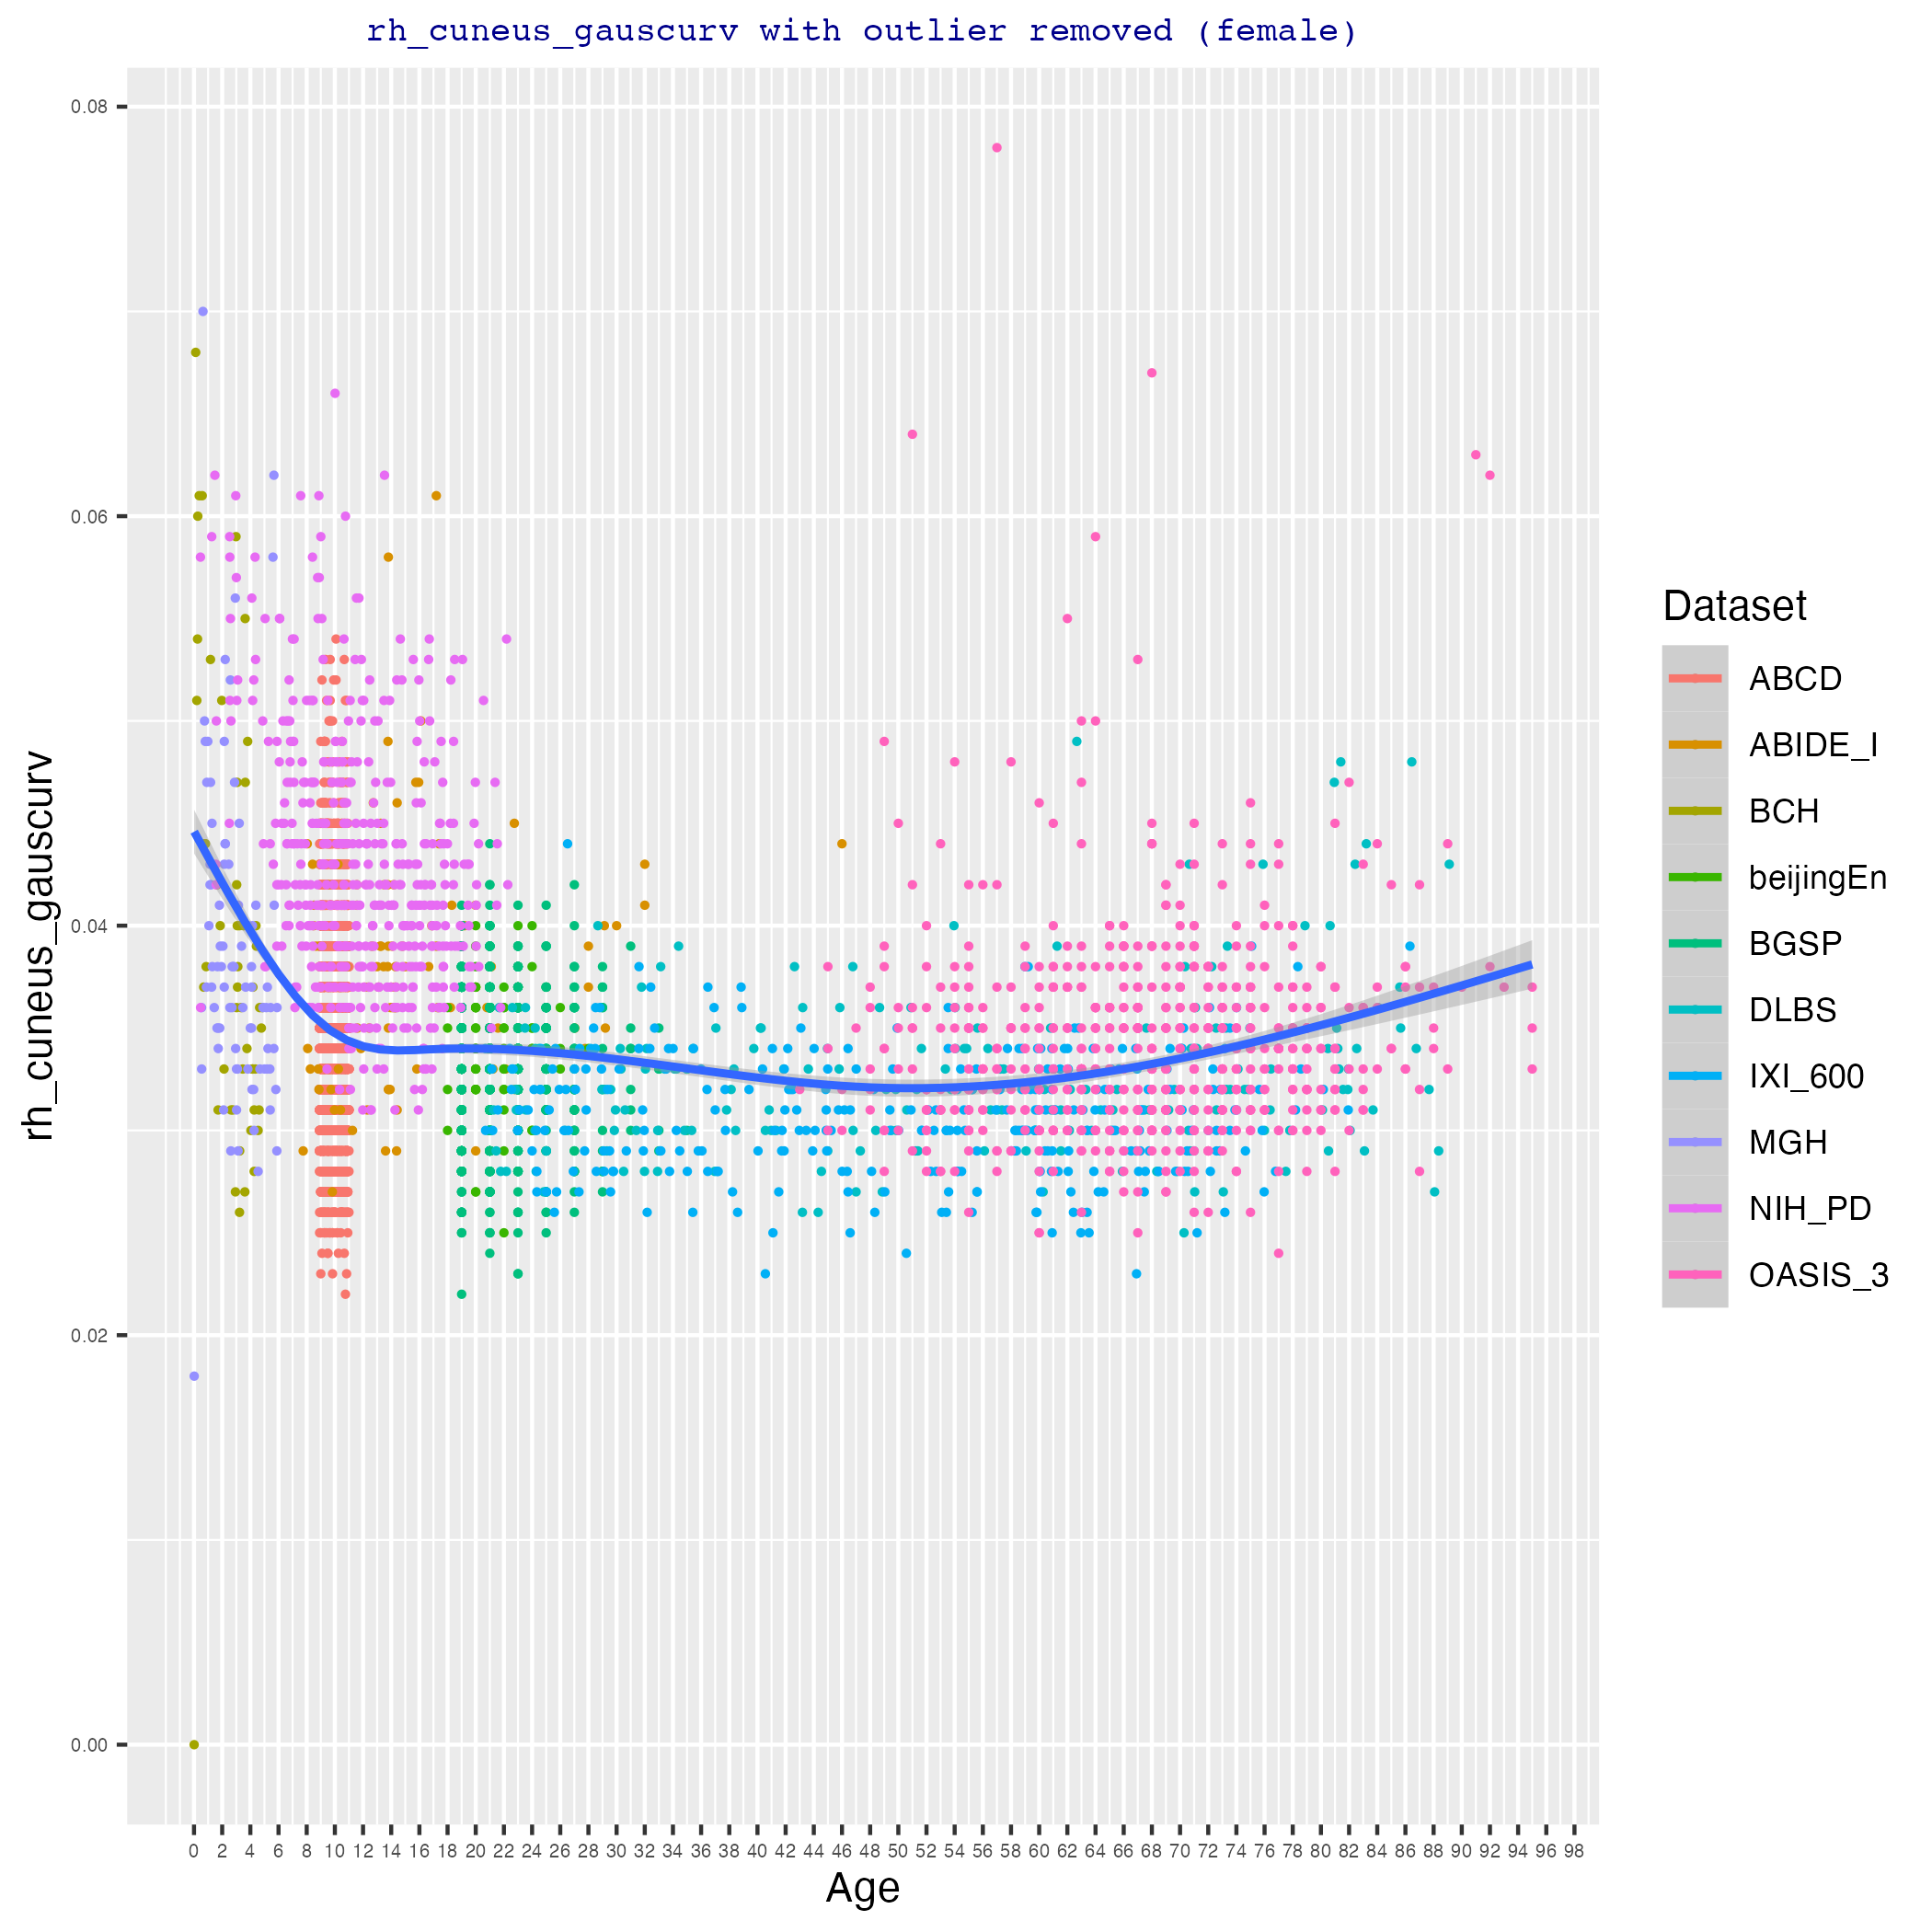 rh_cuneus_gauscurv with outlier removed (female)
0.08
0.06
0.04
0.02
0.00
rh_cuneus_gauscurv
0 2 4 6 8 10 12 14 16 18 20 22 24 26 28 30 32 34 36 38 40 42 44 46 48 50 52 54 56 58 60 62 64 66 68 70 72 74 76 78 80 82 84 86 88 90 92 94 96 98
Age
Dataset
ABCD
ABIDE_I
BCH
beijingEn
BGSP
DLBS
IXI_600
MGH
NIH_PD
OASIS_3